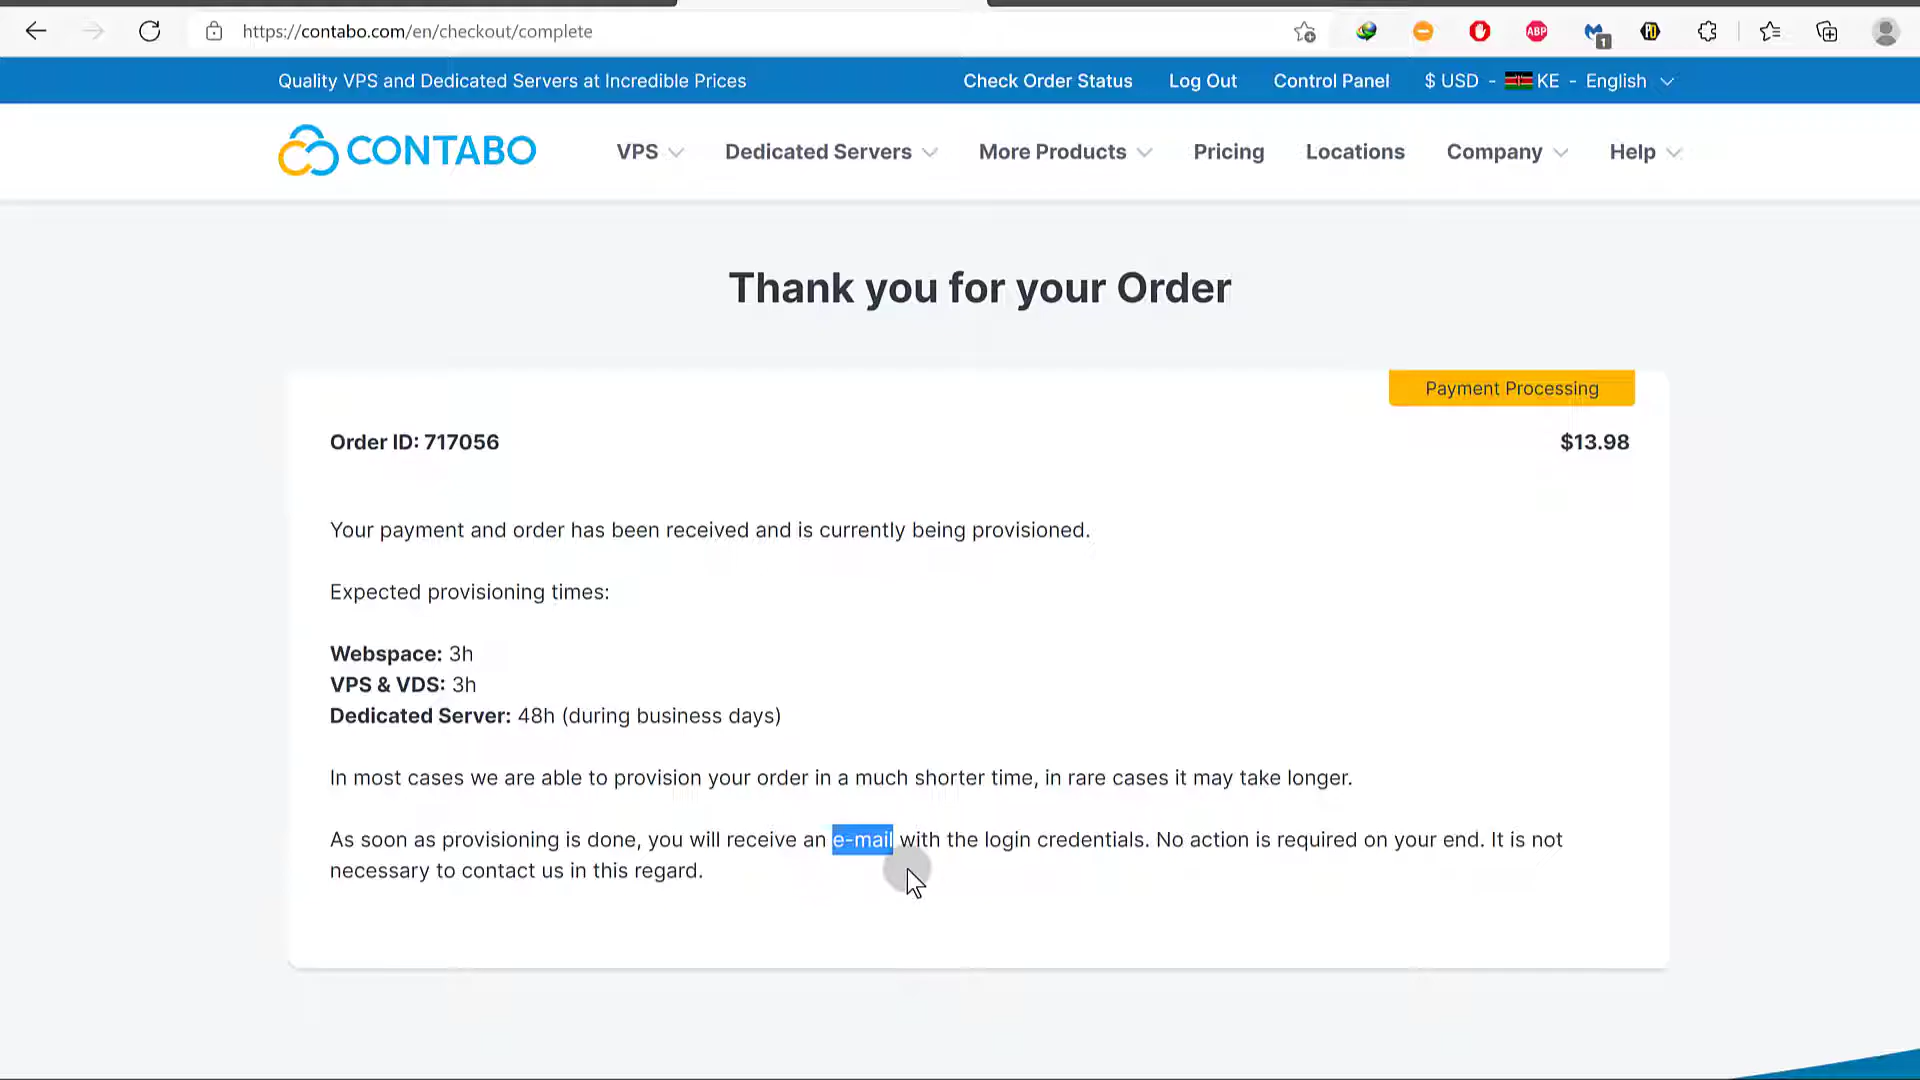 https://contabo.com/en/checkout/complete
ABP
1
Quality VPS and Dedicated Servers at Incredible Prices
Check Order Status
Log Out
Control Panel
$ USD - KE - English
CONTABO
VPS
Dedicated Servers
More Products
Pricing
Locations
Company
Help
Thank you for your Order
Payment Processing
Order ID: 717056
$13.98
Your payment and order has been received and is currently being provisioned.
Expected provisioning times:
Webspace: 3h
VPS & VDS: 3h
Dedicated Server: 48h (during business days)
In most cases we are able to provision your order in a much shorter time, in rare cases it may take longer.
As soon as provisioning is done, you will receive an e-mail with the login credentials. No action is required on your end. It is not
necessary to contact us in this regard.